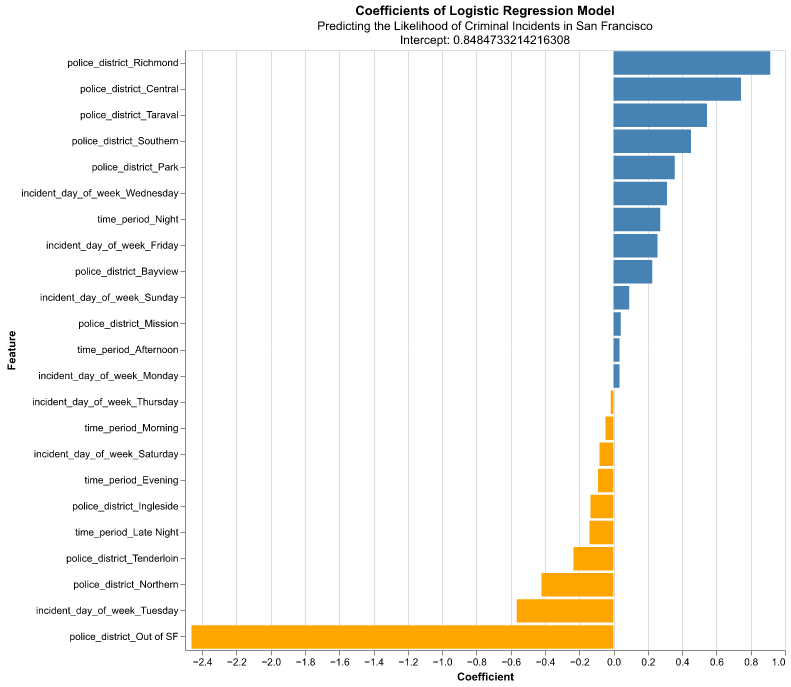 Coefficients of Logistic Regression Model
Predicting the Likelihood of Criminal Incidents in San Francisco
Intercept: 0.8484733214216308
police_district_Richmond
police_district_Central
police_district_Taraval
police_district_Southern
police_district_Park
incident_day_of_week_Wednesday
time_period_Night
incident_day_of_week_Friday
police_district_Bayview
incident_day_of_week_Sunday
police_district_Mission
time_period_Afternoon
incident_day_of_week_Monday
incident_day_of_week_Thursday
time_period_Morning
incident_day_of_week_Saturday
time_period_Evening
police_district_Ingleside
time_period_Late Night
police_district_Tenderloin
police_district_Northern
incident_day_of_week_Tuesday
police_district_Out of SF
Feature
−2.4 −2.2 −2.0 −1.8 −1.6 −1.4 −1.2 −1.0 −0.8 −0.6 −0.4 −0.2 0.0 0.2 0.4 0.6 0.8 1.0
Coefficient